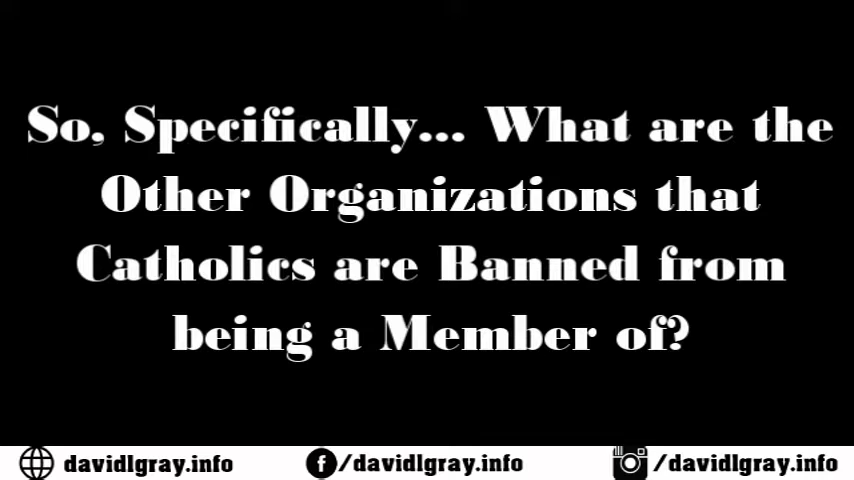 So, Specifically... What are the
Other Organizations that
Catholics are Banned from
being a Member of?
davidlgray.info /davidlgray.info /davidlgray.info